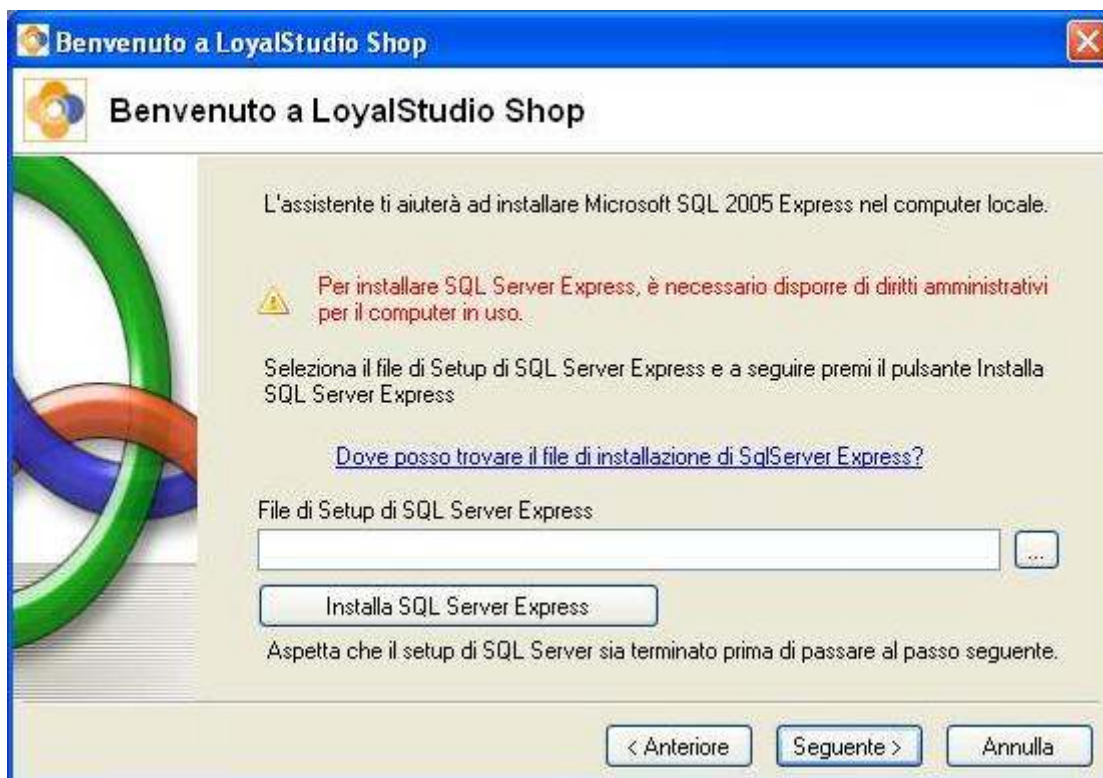 Benvenuto a LoyalStudio Shop
Benvenuto a LoyalStudio Shop
L'assistente ti aiuterà ad installare Microsoft SQL 2005 Express nel computer locale.
Per installare SQL Server Express, è necessario disporre di diritti amministrativi
per il computer in uso.
Seleziona il file di Setup di SQL Server Express e a seguire premi il pulsante Installa
SQL Server Express
Dove posso trovare il file di installazione di SqlServer Express?
File di Setup di SQL Server Express
...
Installa SQL Server Express
Aspetta che il setup di SQL Server sia terminato prima di passare al passo seguente.
< Anteriore
Seguente >
Annulla